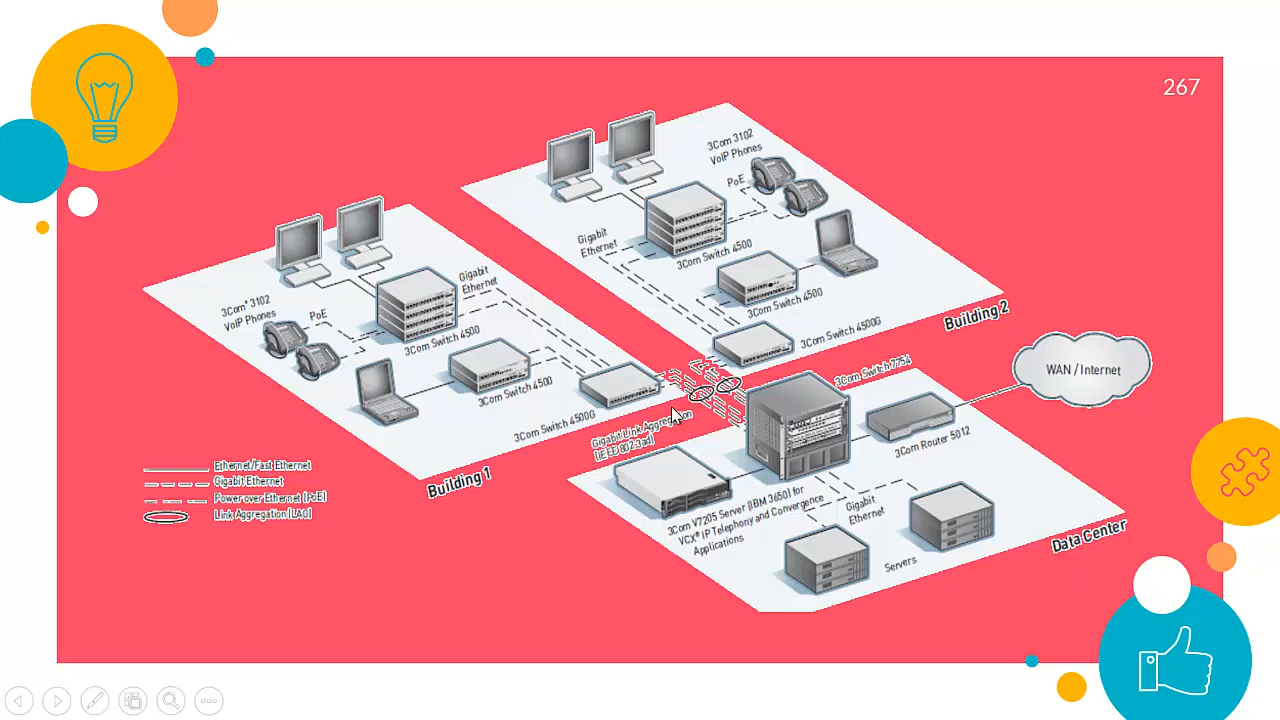 267
3Com 3102
VoIP Phones
PoE
Gigabit
Ethernet
3Com Switch 4500
3Com Switch 4500
3Com Switch 4500G
Building 2
3Com® 3102
VoIP Phones
PoE
Gigabit
Ethernet
3Com Switch 4500
3Com Switch 4500
3Com Switch 4500G
Building 1
Gigabit Link Aggregation
(IEEE 802.3ad)
3Com Switch 7754
WAN / Internet
3Com Router 5012
3Com V7205 Server (IBM 3650) for
VCX® IP Telephony and Convergence
Applications
Gigabit
Ethernet
Servers
Data Center
Ethernet/Fast Ethernet
Gigabit Ethernet
Power over Ethernet (PoE)
Link Aggregation (LAG)